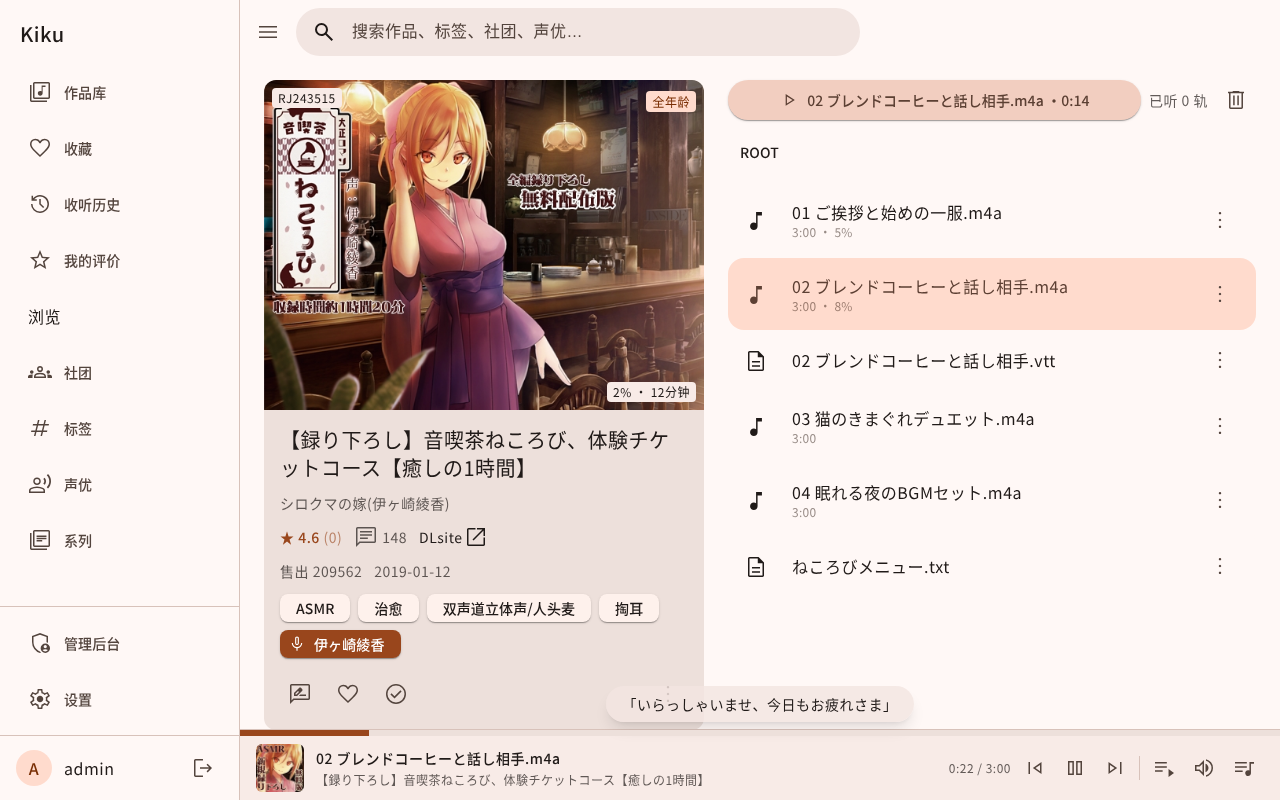 Kiku
搜索作品、标签、社团、声优...
作品库
收藏
收听历史
我的评价
浏览
社团
标签
声优
系列
管理后台
设置
A
admin
RJ243515
全年龄
音喫茶
大正ロマン
ねころび
声：伊ヶ崎綾香
全編録り下ろし
無料配布版
収録時間約1時間20分
2% • 12分钟
【録り下ろし】音喫茶ねころび、体験チケ
ットコース【癒しの1時間】
シロクマの嫁(伊ヶ崎綾香)
★ 4.6 (0) 148 DLsite
售出 209562 2019-01-12
ASMR 治愈 双声道立体声/人头麦 掏耳
伊ヶ崎綾香
02 ブレンドコーヒーと話し相手.m4a • 0:14
已听 0 轨
ROOT
01 ご挨拶と始めの一服.m4a
3:00 • 5%
02 ブレンドコーヒーと話し相手.m4a
3:00 • 8%
02 ブレンドコーヒーと話し相手.vtt
03 猫のきまぐれデュエット.m4a
3:00
04 眠れる夜のBGMセット.m4a
3:00
ねころびメニュー.txt
「いらっしゃいませ、今日もお疲れさま」
02 ブレンドコーヒーと話し相手.m4a
【録り下ろし】音喫茶ねころび、体験チケットコース【癒しの1時間】
0:22 / 3:00